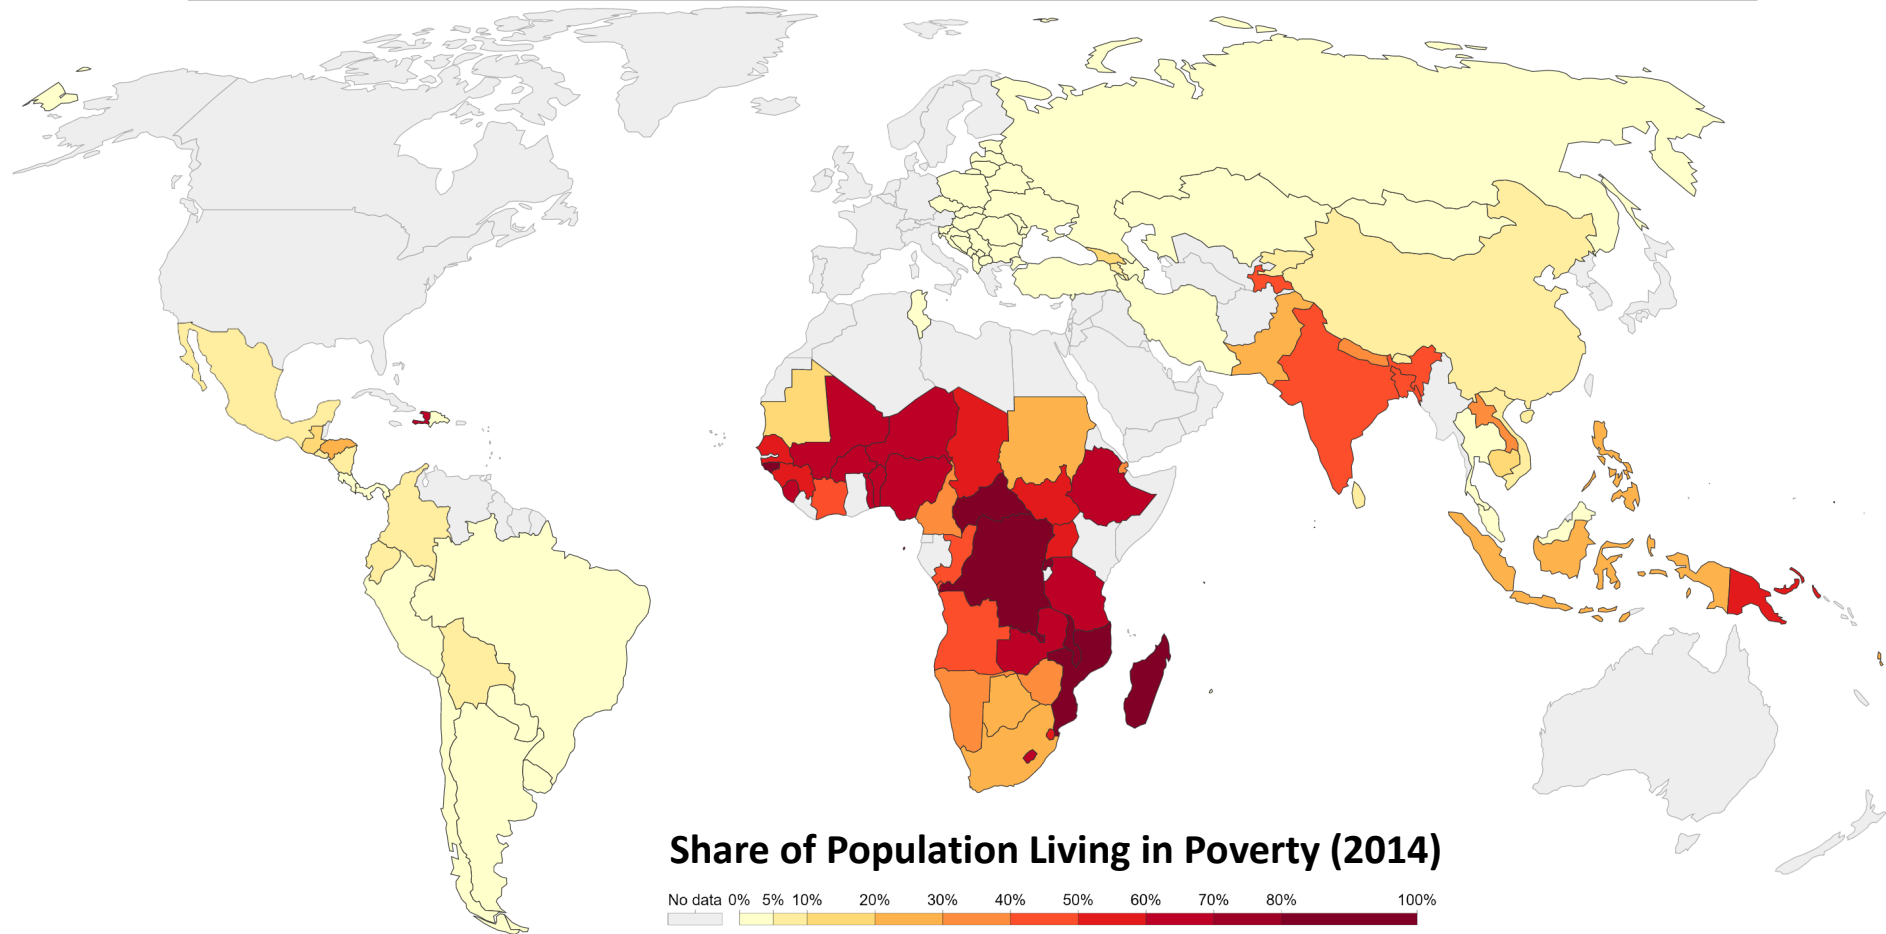 Share of Population Living in Poverty (2014)
No data 0% 5% 10% 20% 30% 40% 50% 60% 70% 80% 100%